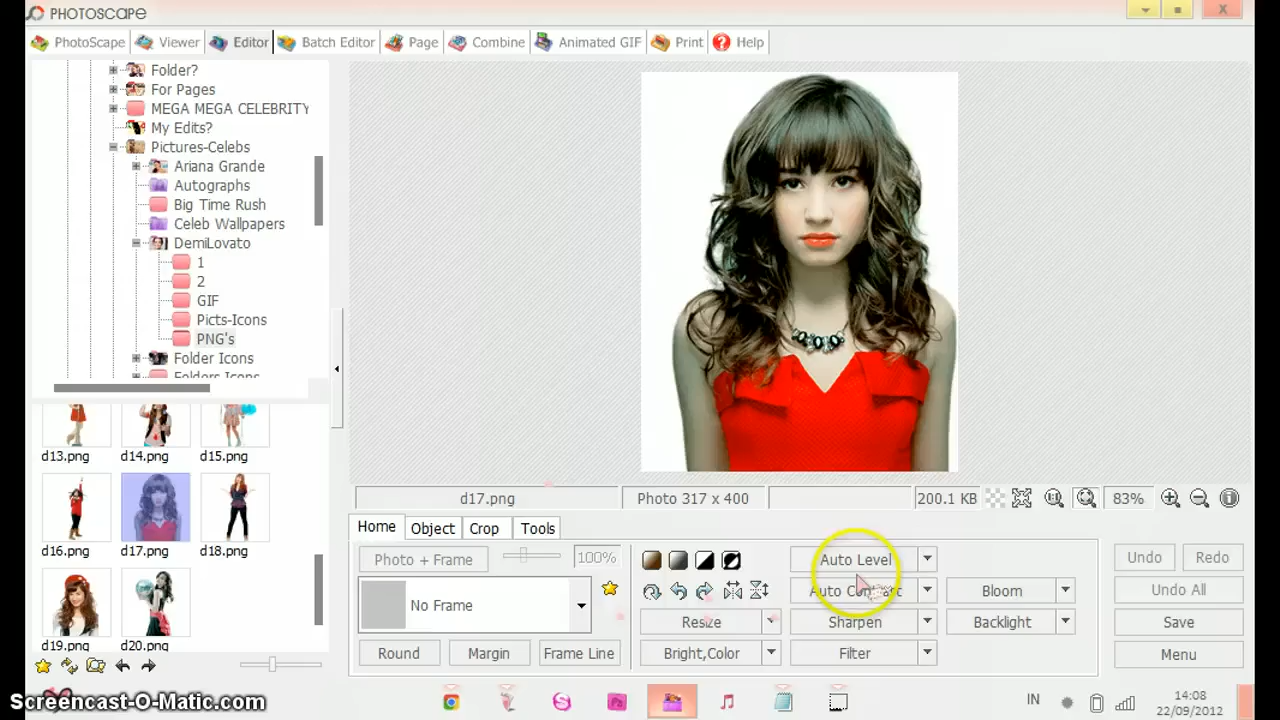 PHOTOSCAPE
PhotoScape Viewer Editor Batch Editor Page Combine Animated GIF Print Help
Folder?
For Pages
MEGA MEGA CELEBRITY
My Edits?
Pictures-Celebs
Ariana Grande
Autographs
Big Time Rush
Celeb Wallpapers
DemiLovato
1
2
GIF
Picts-Icons
PNG's
Folder Icons
Folders Icons
d13.png d14.png d15.png
d16.png d17.png d18.png
d19.png d20.png
d17.png Photo 317 x 400 200.1 KB 83%
Home Object Crop Tools
Photo + Frame 100% Auto Level Undo Redo
No Frame Auto Contrast Bloom Undo All
Resize Sharpen Backlight Save
Round Margin Frame Line Bright,Color Filter Menu
Screencast-O-Matic.com
IN 14:08
22/09/2012